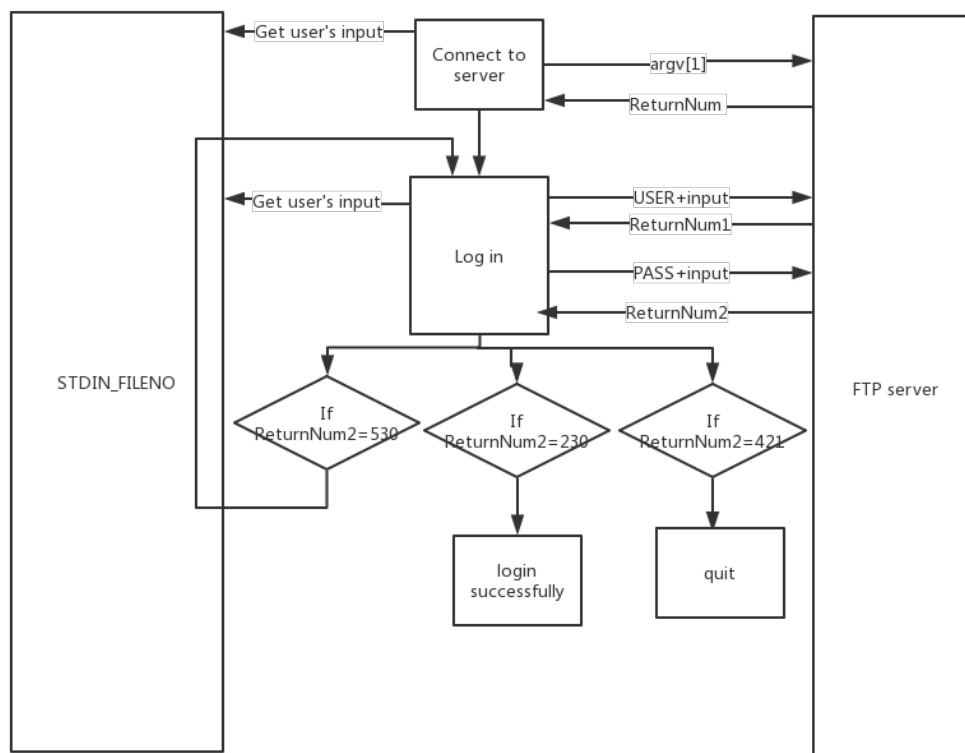 Get user's input
Connect to
server
argv[1]
ReturnNum
Get user's input
USER+input
ReturnNum1
Log in
PASS+input
ReturnNum2
STDIN_FILENO
FTP server
If
ReturnNum2=530
If
ReturnNum2=230
If
ReturnNum2=421
login
successfully
quit